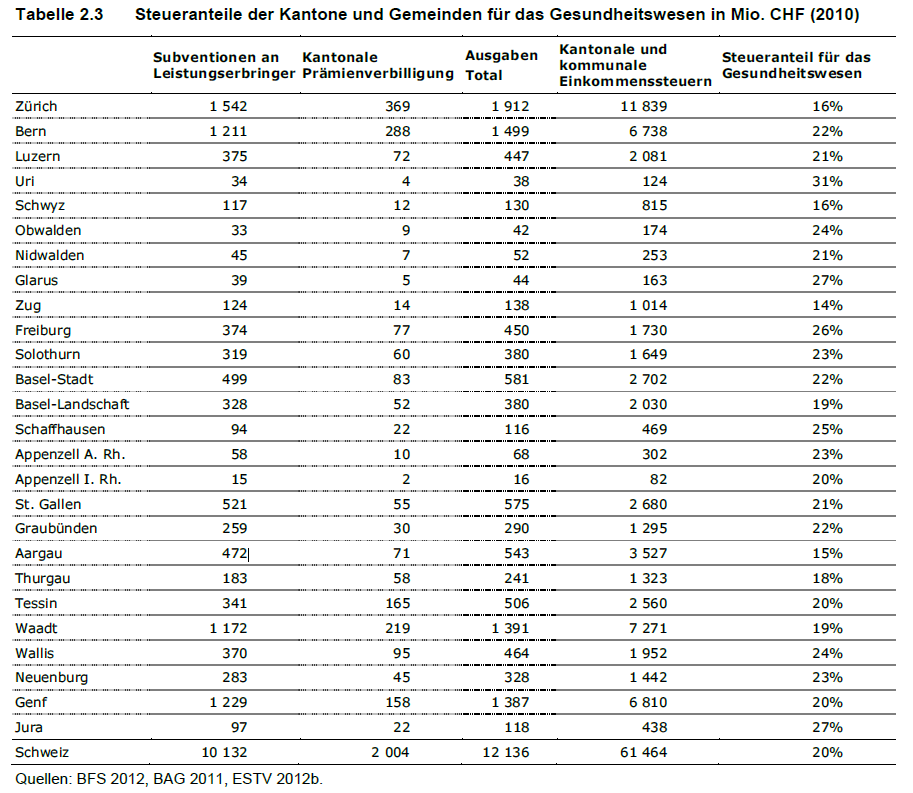 Tabelle 2.3 Steueranteile der Kantone und Gemeinden für das Gesundheitswesen in Mio. CHF (2010)
Subventionen an Leistungserbringer Kantonale Prämienverbilligung Ausgaben Total Kantonale und kommunale Einkommenssteuern Steueranteil für das Gesundheitswesen
Zürich 1 542 369 1 912 11 839 16%
Bern 1 211 288 1 499 6 738 22%
Luzern 375 72 447 2 081 21%
Uri 34 4 38 124 31%
Schwyz 117 12 130 815 16%
Obwalden 33 9 42 174 24%
Nidwalden 45 7 52 253 21%
Glarus 39 5 44 163 27%
Zug 124 14 138 1 014 14%
Freiburg 374 77 450 1 730 26%
Solothurn 319 60 380 1 649 23%
Basel-Stadt 499 83 581 2 702 22%
Basel-Landschaft 328 52 380 2 030 19%
Schaffhausen 94 22 116 469 25%
Appenzell A. Rh. 58 10 68 302 23%
Appenzell I. Rh. 15 2 16 82 20%
St. Gallen 521 55 575 2 680 21%
Graubünden 259 30 290 1 295 22%
Aargau 472 71 543 3 527 15%
Thurgau 183 58 241 1 323 18%
Tessin 341 165 506 2 560 20%
Waadt 1 172 219 1 391 7 271 19%
Wallis 370 95 464 1 952 24%
Neuenburg 283 45 328 1 442 23%
Genf 1 229 158 1 387 6 810 20%
Jura 97 22 118 438 27%
Schweiz 10 132 2 004 12 136 61 464 20%
Quellen: BFS 2012, BAG 2011, ESTV 2012b.